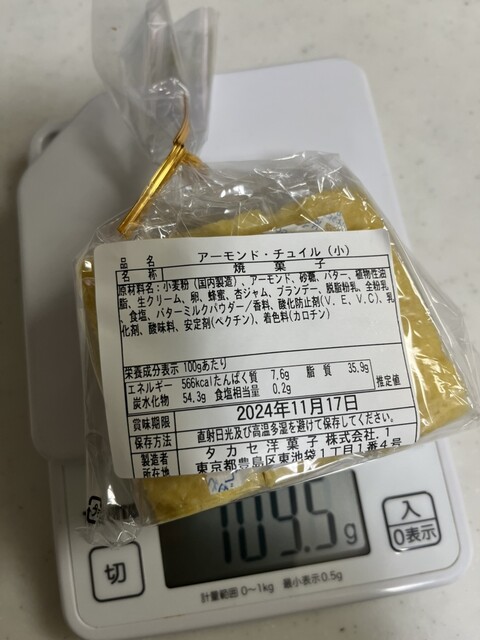 品名 アーモンド・チュイル（小）
名称 焼菓子
原材料名：小麦粉（国内製造）、アーモンド、砂糖、バター、植物性油
脂、生クリーム、卵、蜂蜜、杏ジャム、ブランデー、脱脂粉乳、全粉乳
、食塩、バターミルクパウダー/香料、酸化防止剤(V.E、V.C)、乳
化剤、酸味料、安定剤(ペクチン)、着色料(カロチン)
栄養成分表示 100gあたり
エネルギー 566kcal たんぱく質 7.6g 脂質 35.9g
炭水化物 54.3g 食塩相当量 0.2g 推定値
賞味期限 2024年11月17日
保存方法 直射日光及び高温多湿を避けて保存してください。
製造者 タカセ洋菓子株式会社.1
所在地 東京都豊島区東池袋1丁目1番4号
109.5g
切
入
0表示
計量範囲 0～1kg 最小表示0.5g